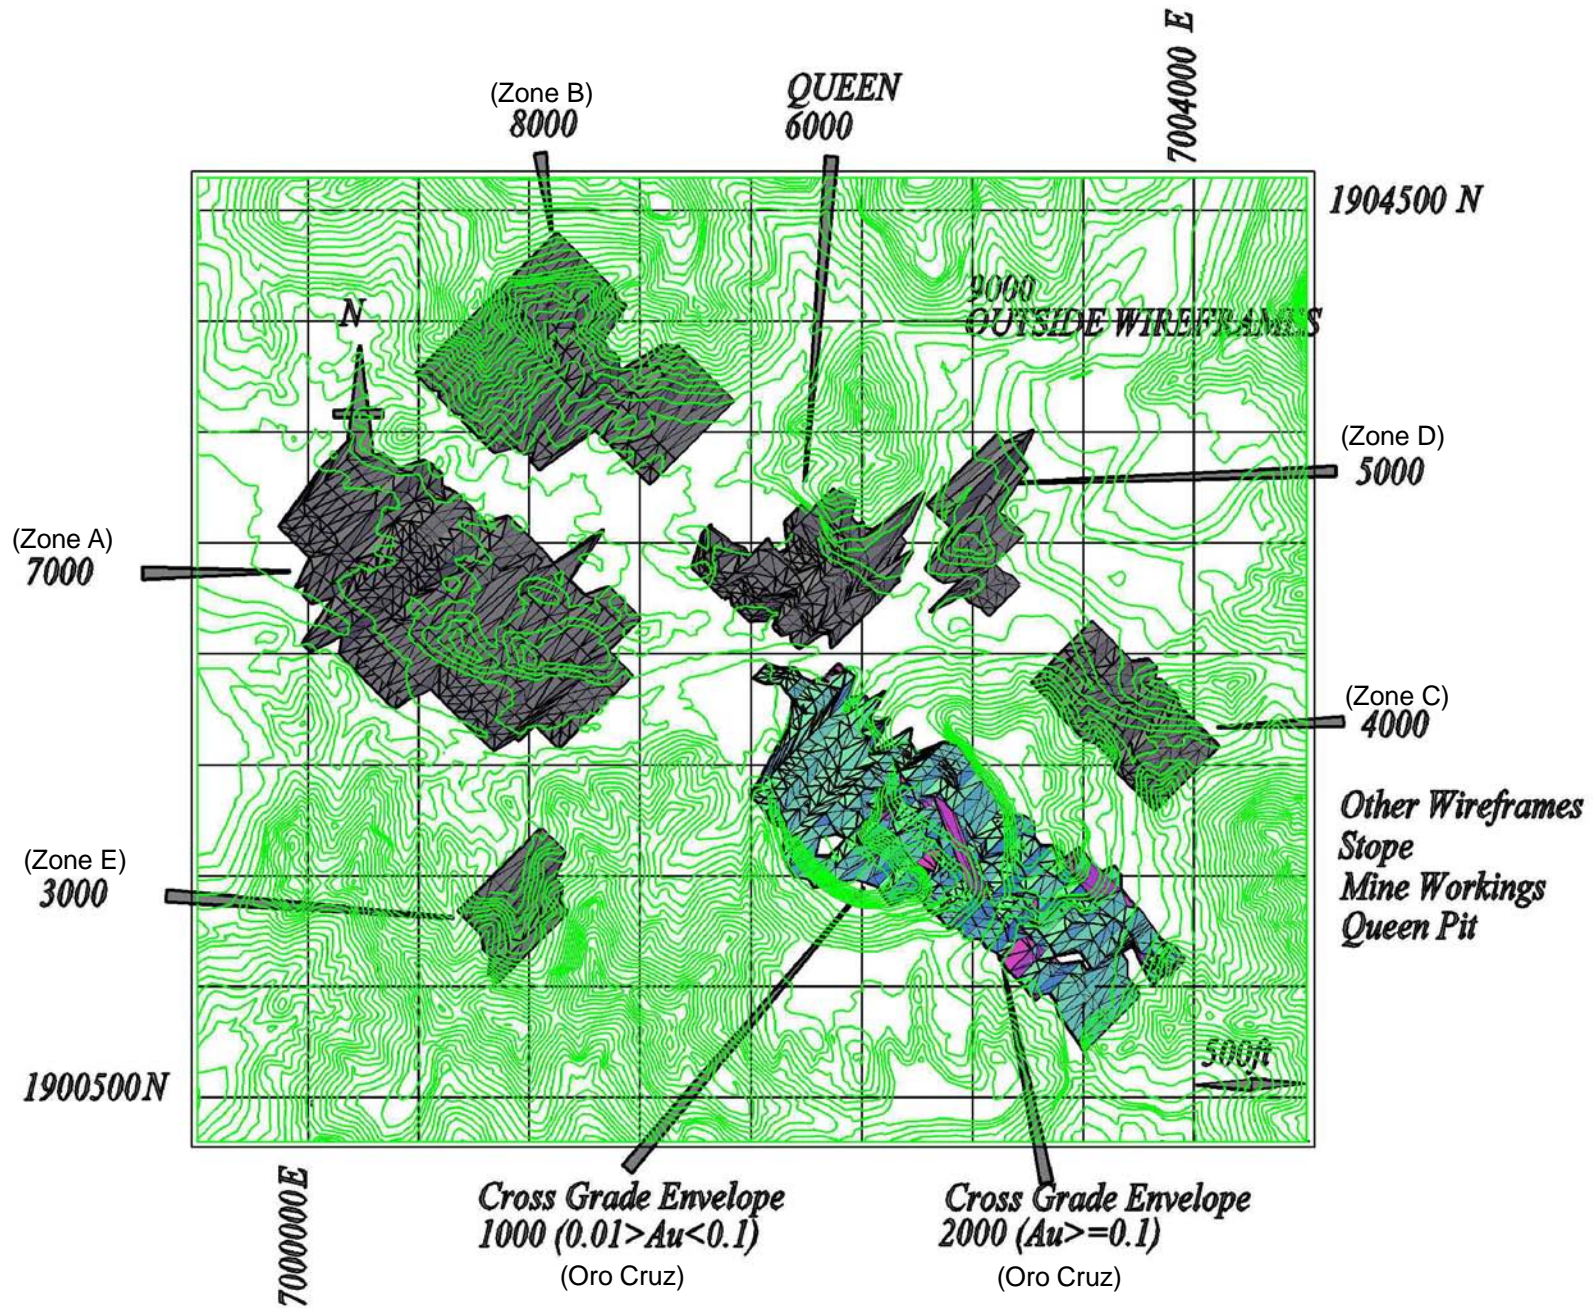 7004000 E
(Zone B)
8000
QUEEN
6000
1904500 N
9000
OUTSIDE WIREFRAMES
N
(Zone D)
5000
(Zone A)
7000
(Zone C)
4000
Other Wireframes
Stope
Mine Workings
Queen Pit
(Zone E)
3000
500ft
1900500 N
7000000 E
Cross Grade Envelope
1000 (0.01>Au<0.1)
(Oro Cruz)
Cross Grade Envelope
2000 (Au>=0.1)
(Oro Cruz)